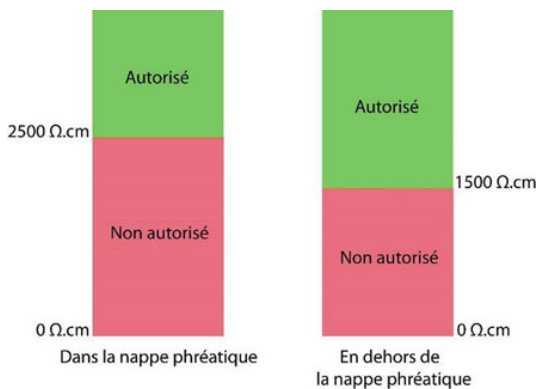 Autorisé
2500 Ω.cm
Non autorisé
0 Ω.cm
Dans la nappe phréatique
Autorisé
1500 Ω.cm
Non autorisé
0 Ω.cm
En dehors de
la nappe phréatique